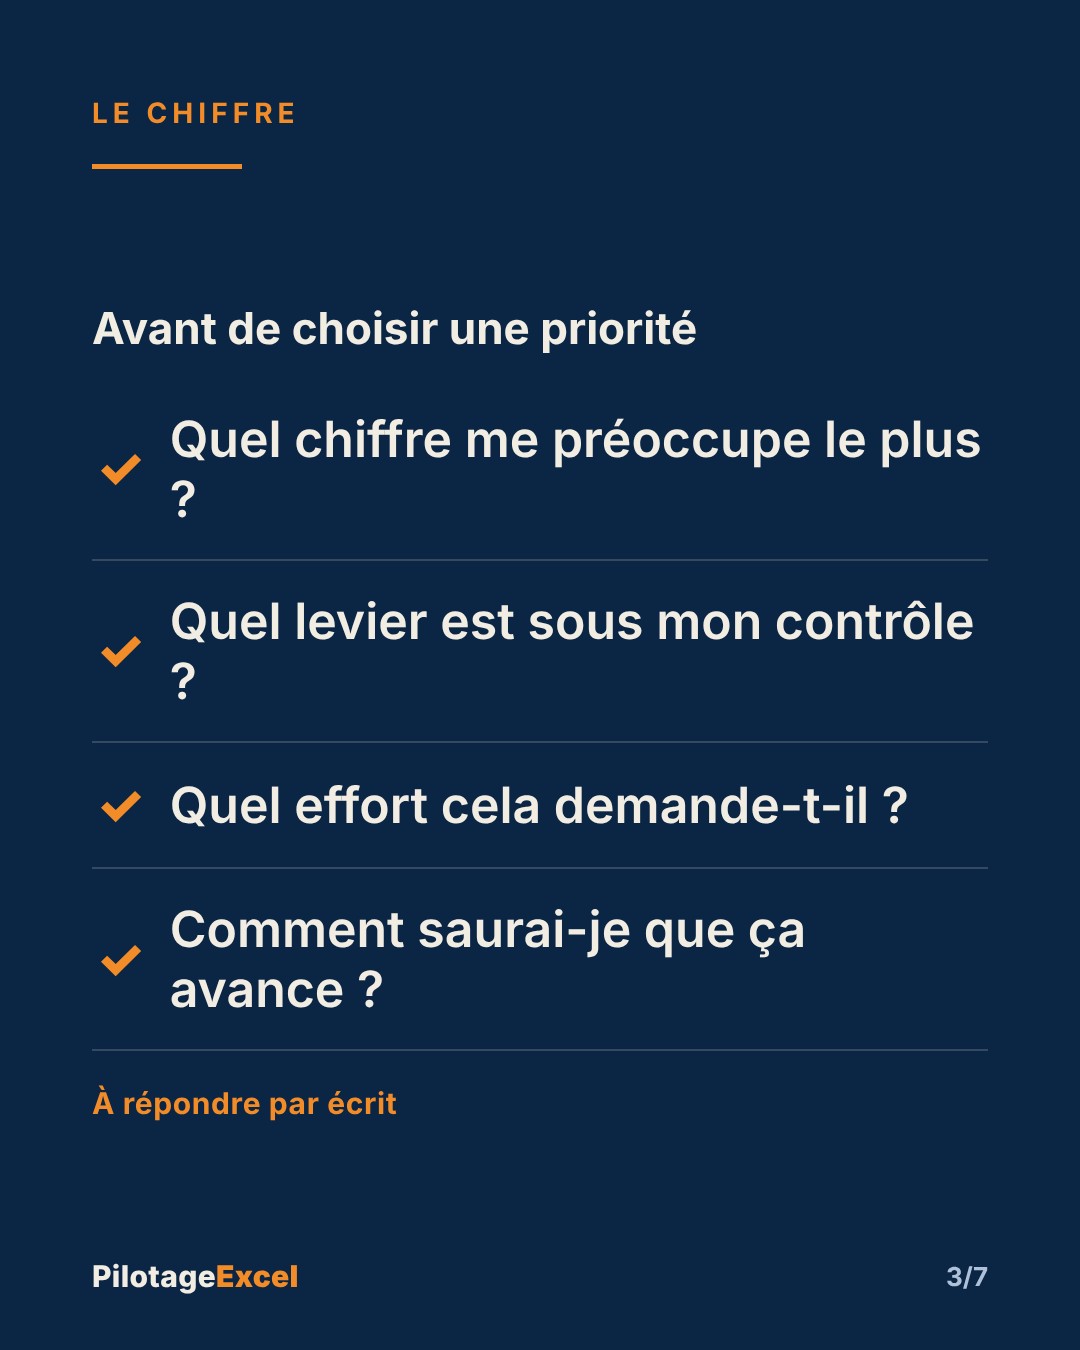 LE CHIFFRE
Avant de choisir une priorité
Quel chiffre me préoccupe le plus
?
Quel levier est sous mon contrôle
?
Quel effort cela demande-t-il ?
Comment saurai-je que ça
avance ?
À répondre par écrit
PilotageExcel
3/7